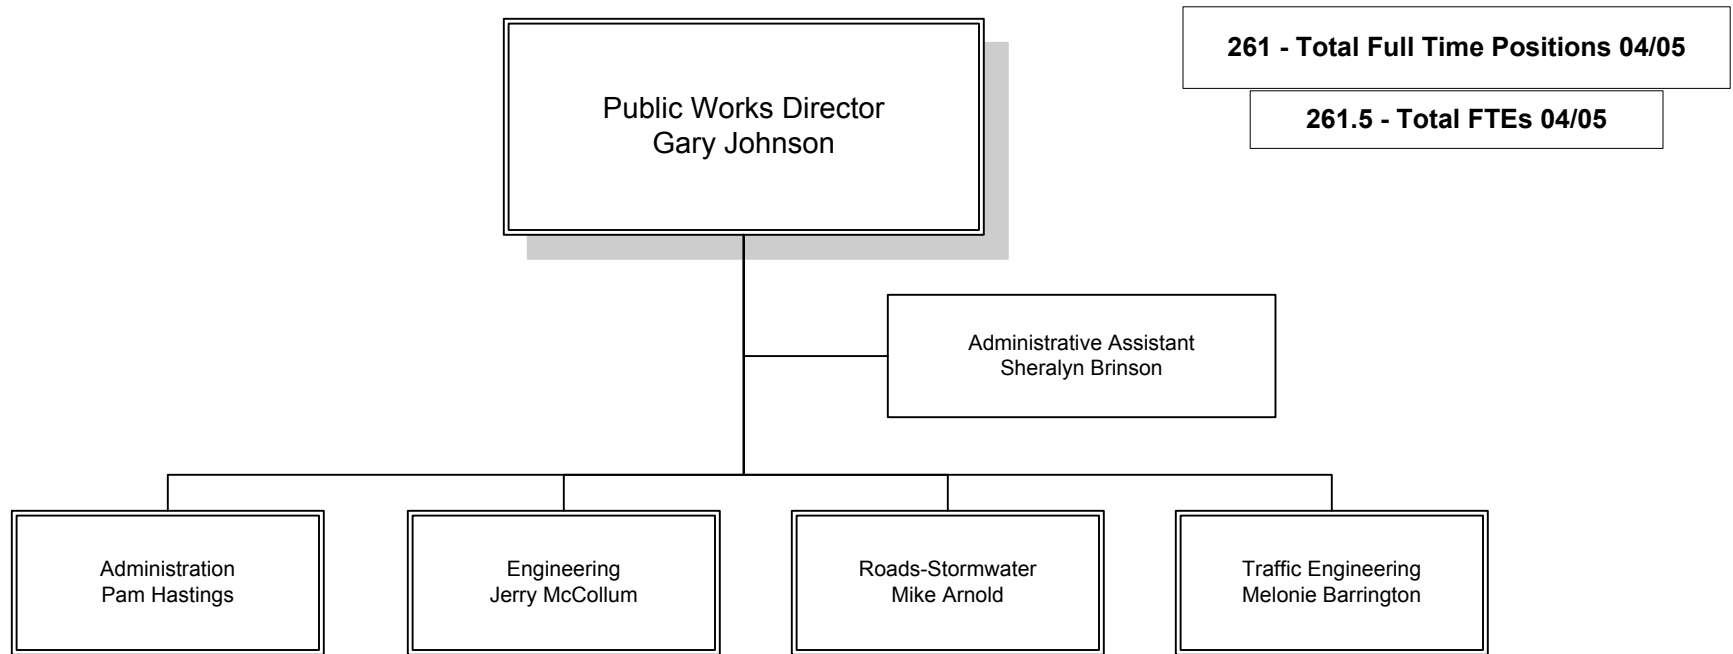 261 - Total Full Time Positions 04/05
261.5 - Total FTEs 04/05
Public Works Director
Gary Johnson
Administrative Assistant
Sheralyn Brinson
Administration
Pam Hastings
Engineering
Jerry McCollum
Roads-Stormwater
Mike Arnold
Traffic Engineering
Melonie Barrington